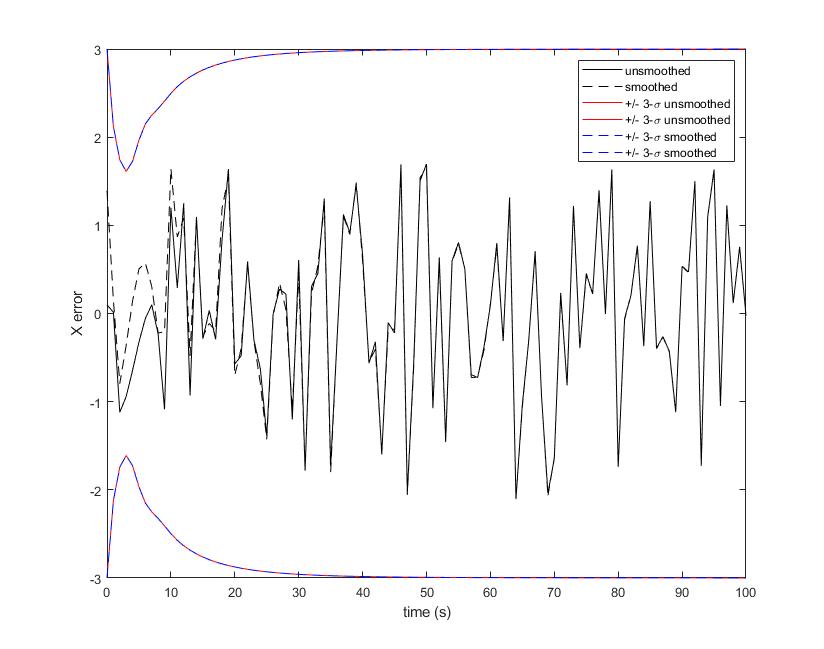 3
2
1
0
-1
-2
-3
X error
unsmoothed
smoothed
+/- 3-σ unsmoothed
+/- 3-σ unsmoothed
+/- 3-σ smoothed
+/- 3-σ smoothed
0 10 20 30 40 50 60 70 80 90 100
time (s)